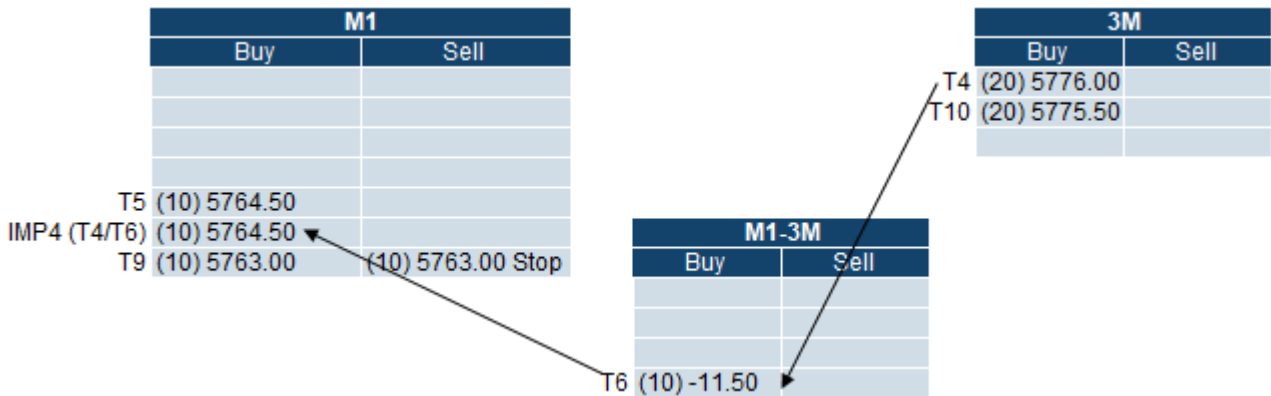 M1
Buy Sell
T5 (10) 5764.50
IMP4 (T4/T6) (10) 5764.50
T9 (10) 5763.00 (10) 5763.00 Stop
3M
Buy Sell
T4 (20) 5776.00
T10 (20) 5775.50
M1-3M
Buy Sell
T6 (10) -11.50